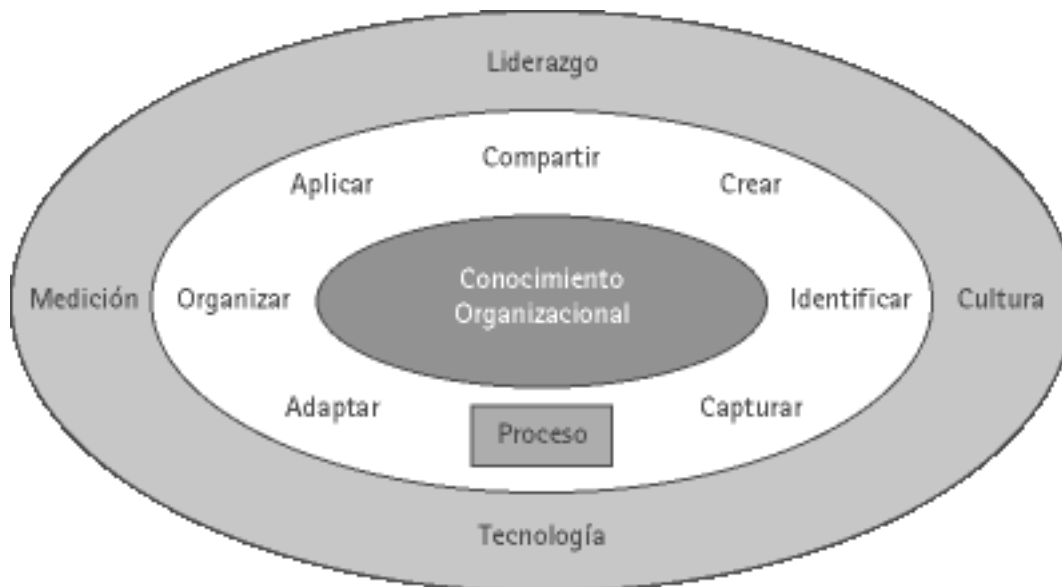 Liderazgo
Compartir
Aplicar
Crear
Conocimiento
Organizacional
Medición
Organizar
Identificar
Cultura
Adaptar
Capturar
Proceso
Tecnología